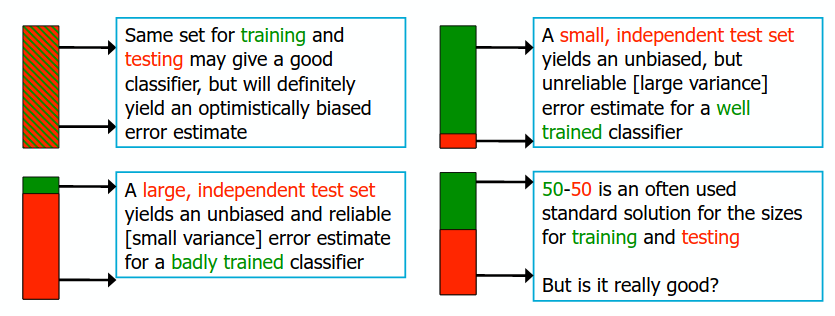 Same set for training and
testing may give a good
classifier, but will definitely
yield an optimistically biased
error estimate
A small, independent test set
yields an unbiased, but
unreliable [large variance]
error estimate for a well
trained classifier
A large, independent test set
yields an unbiased and reliable
[small variance] error estimate
for a badly trained classifier
50-50 is an often used
standard solution for the sizes
for training and testing
But is it really good?